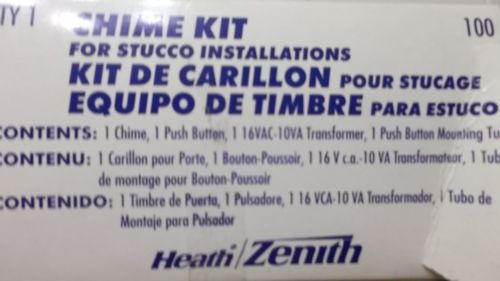 TY 1 CHIME KIT 100
FOR STUCCO INSTALLATIONS
KIT DE CARILLON POUR STUCAGE
EQUIPO DE TIMBRE PARA ESTUCO
CONTENTS: 1 Chime, 1 Push Button, 1 16VAC-10VA Transformer, 1 Push Button Mounting Tu
CONTENU: 1 Carillon pour Porte, 1 Bouton-Poussoir, 1 16 V c.a.-10 VA Transformateur, 1 Tub
de montage pour Bouton-Poussoir
CONTENIDO: 1 Timbre de Puerta, 1 Pulsadore, 1 16 VCA-10 VA Transformador, 1 Tubo de
Montaje para Pulsador
Heath/Zenith